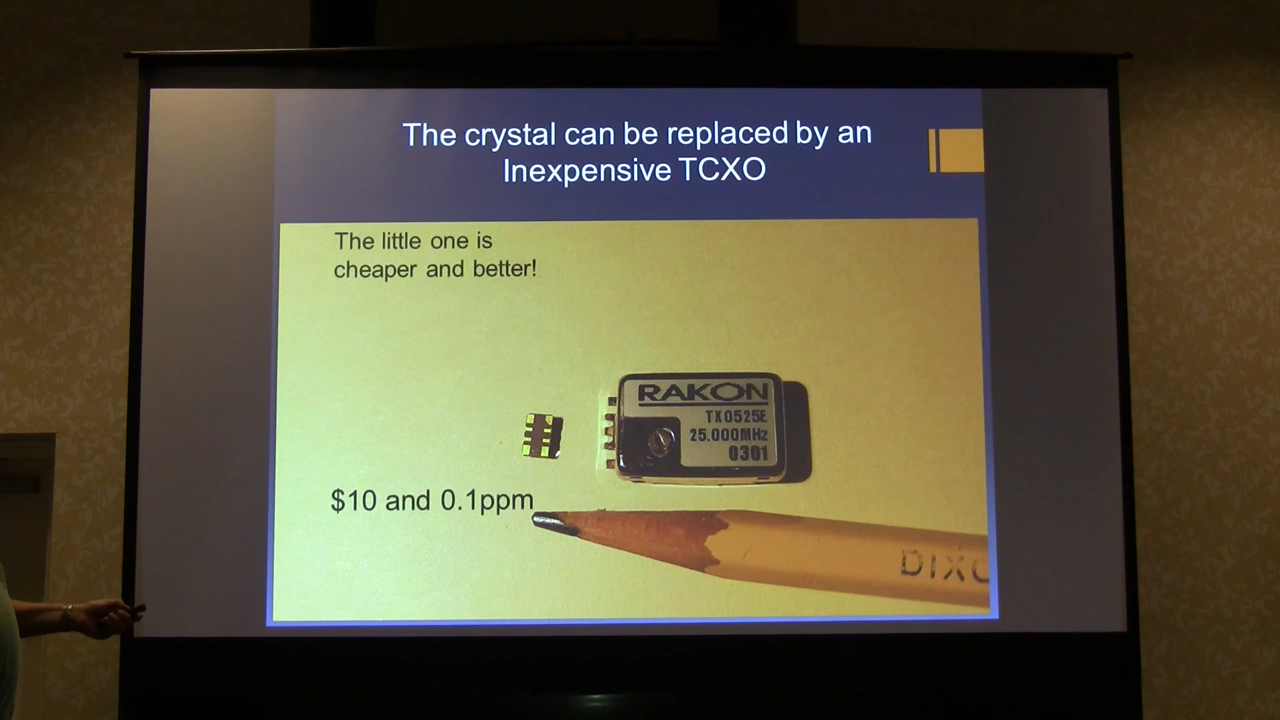 The crystal can be replaced by an
Inexpensive TCXO
The little one is
cheaper and better!
RAKON
TX0525E
25.000MHz
0301
$10 and 0.1ppm
DIXO